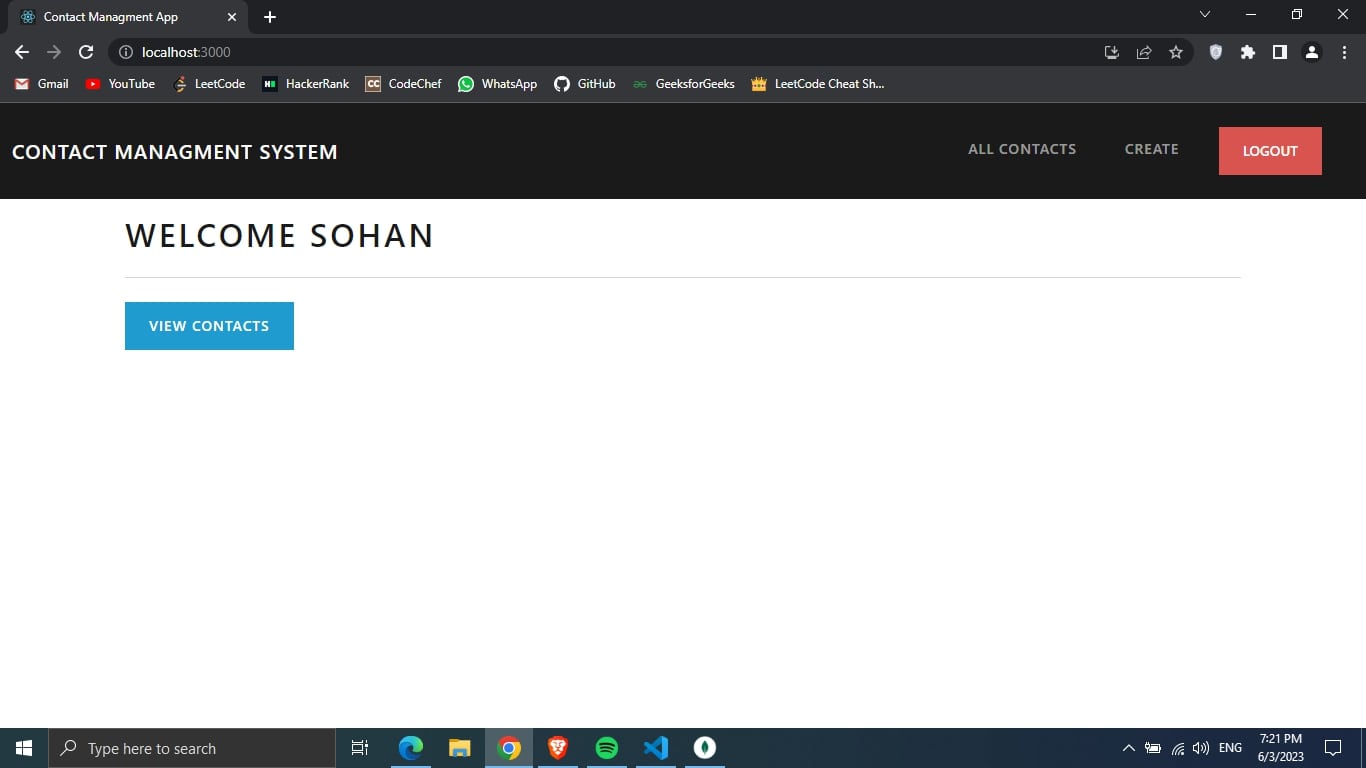 Contact Managment App
localhost:3000
Gmail YouTube LeetCode HackerRank CodeChef WhatsApp GitHub GeeksforGeeks LeetCode Cheat Sh...
CONTACT MANAGMENT SYSTEM ALL CONTACTS CREATE LOGOUT
WELCOME SOHAN
VIEW CONTACTS
Type here to search ENG 7:21 PM
6/3/2023